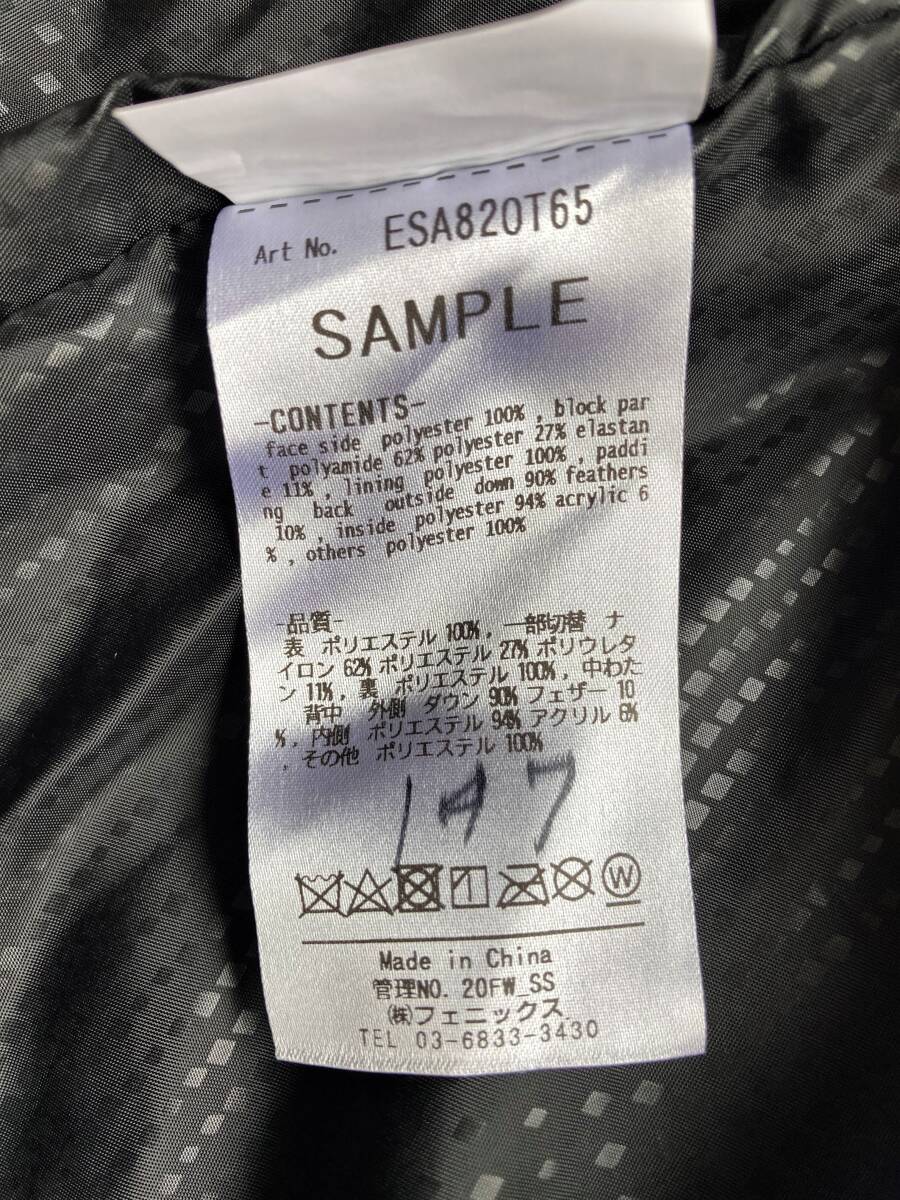 Art No. ESA820T65
SAMPLE
-CONTENTS-
face side polyester 100% , block par
t polyamide 62% polyester 27% elastan
e 11% , lining polyester 100% , paddi
ng back outside down 90% feathers
10% , inside polyester 94% acrylic 6
% , others polyester 100%
-品質-
表 ポリエステル 100% , 一部切替 ナ
イロン 62% ポリエステル 27% ポリウレタ
ン 11% , 裏 ポリエステル 100% , 中わた
背中 外側 ダウン 90% フェザー 10
% , 内側 ポリエステル 94% アクリル 6%
, その他 ポリエステル 100%
147
W
Made in China
管理NO. 20FW_SS
㈱フェニックス
TEL 03-6833-3430